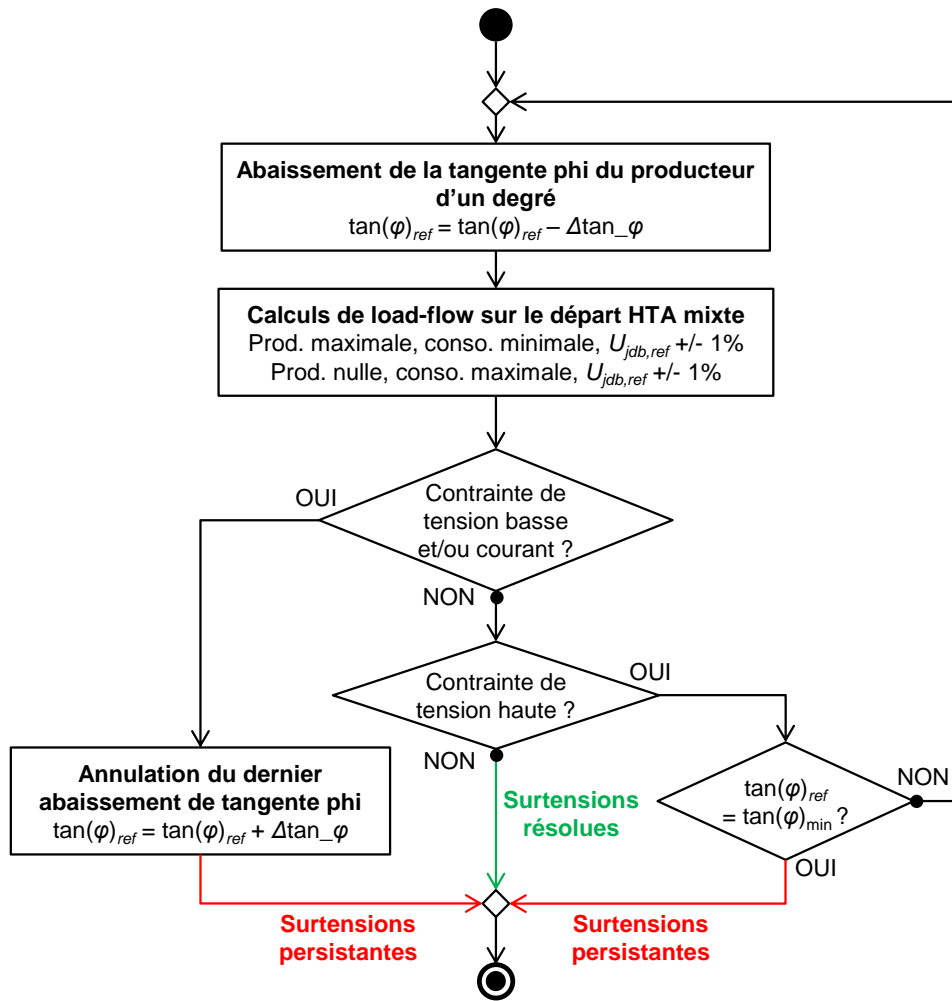 Abaissement de la tangente phi du producteur
d'un degré
tan(φ)ref = tan(φ)ref – Δtan_φ
Calculs de load-flow sur le départ HTA mixte
Prod. maximale, conso. minimale, Ujdb,ref +/- 1%
Prod. nulle, conso. maximale, Ujdb,ref +/- 1%
OUI
Contrainte de
tension basse
et/ou courant ?
NON
Contrainte de
tension haute ?
OUI
NON
Annulation du dernier
abaissement de tangente phi
tan(φ)ref = tan(φ)ref + Δtan_φ
Surtensions
résolues
tan(φ)ref
= tan(φ)min ?
NON
OUI
Surtensions
persistantes
Surtensions
persistantes